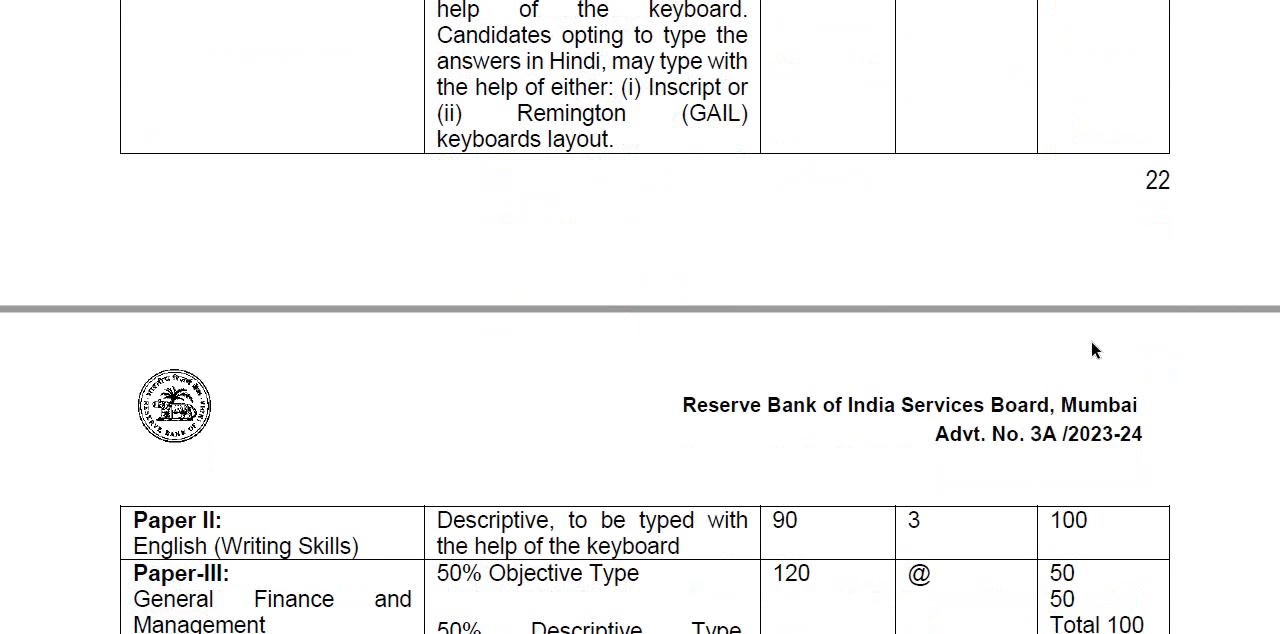 help of the keyboard.
Candidates opting to type the
answers in Hindi, may type with
the help of either: (i) Inscript or
(ii) Remington (GAIL)
keyboards layout.
22
Reserve Bank of India Services Board, Mumbai
Advt. No. 3A /2023-24
Paper II:
English (Writing Skills)
Descriptive, to be typed with
the help of the keyboard
90
3
100
Paper-III:
General Finance and
Management
50% Objective Type
50% Descriptive Type,
120
@
50
50
Total 100